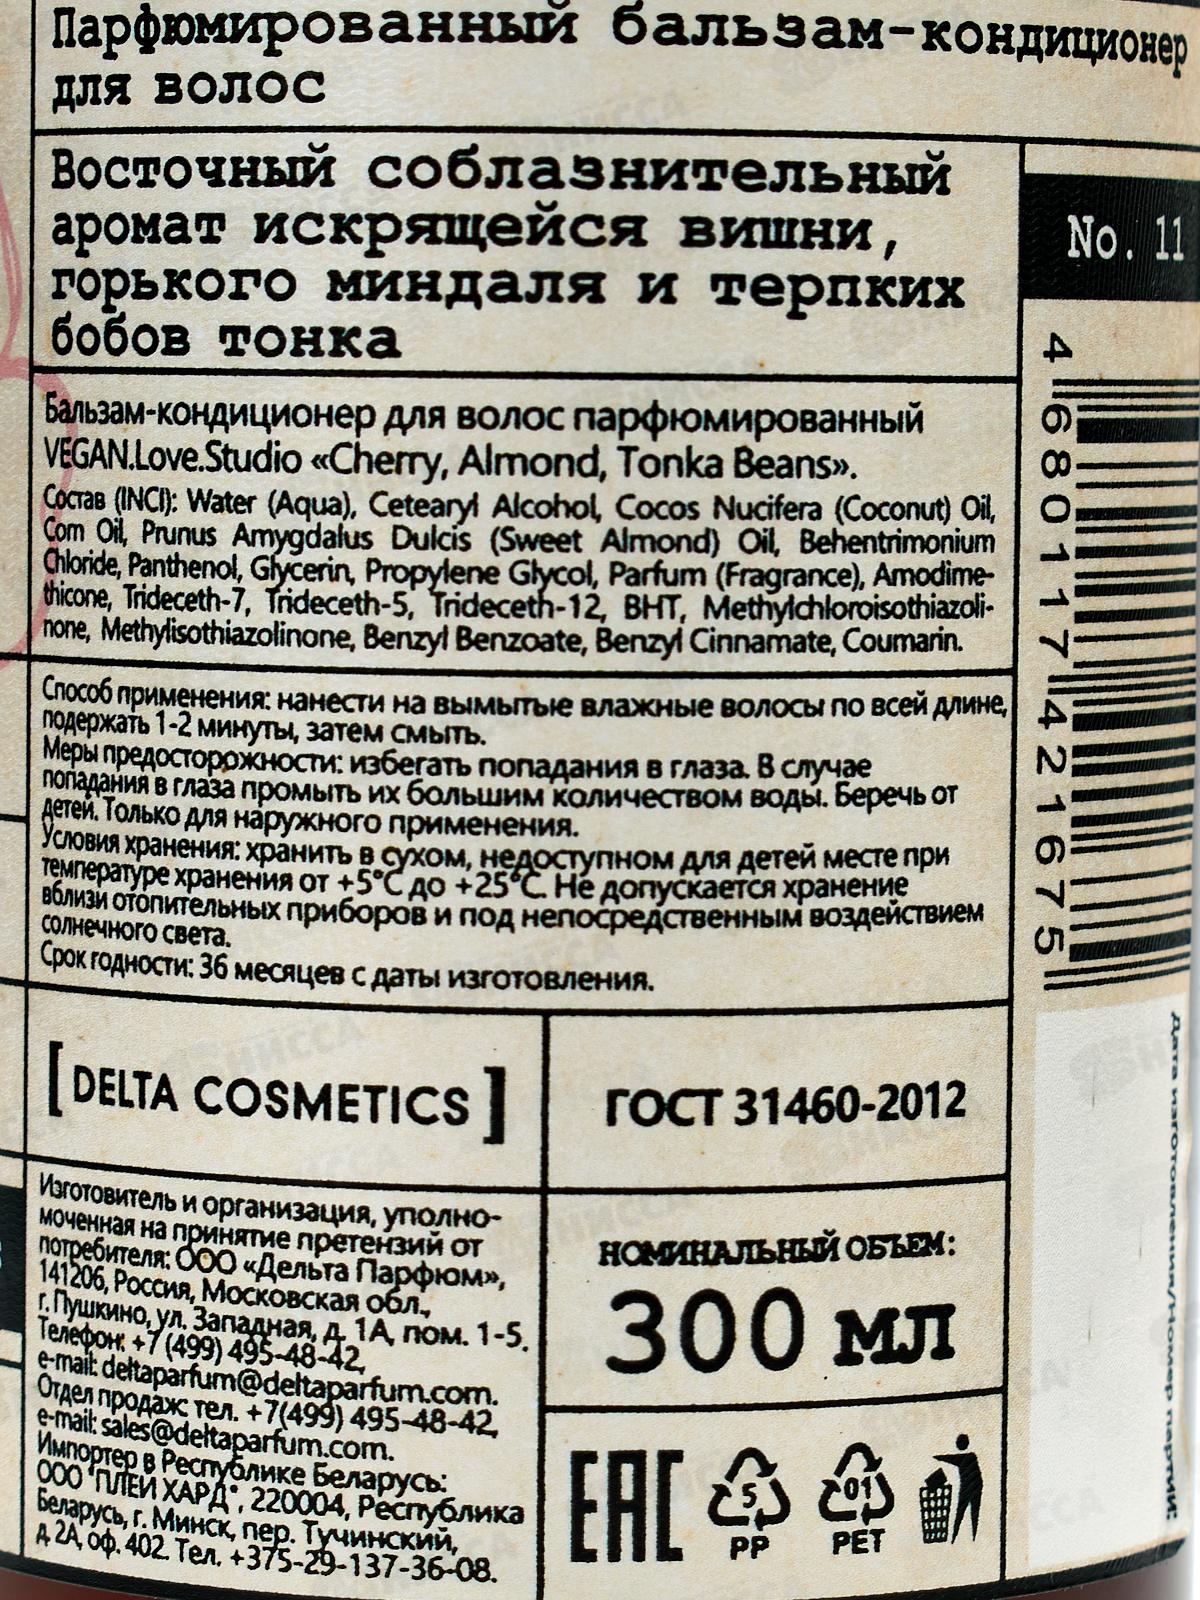 Парфюмированный бальзам-кондиционер
для волос
Восточный соблазнительный
аромат искрящейся вишни,
горького миндаля и терпких
бобов тонка
No. 11
Бальзам-кондиционер для волос парфюмированный
VEGAN.Love.Studio «Cherry, Almond, Tonka Beans».
Состав (INCI): Water (Aqua), Cetearyl Alcohol, Cocos Nucifera (Coconut) Oil,
Corn Oil, Prunus Amygdalus Dulcis (Sweet Almond) Oil, Behentrimonium
Chloride, Panthenol, Glycerin, Propylene Glycol, Parfum (Fragrance), Amodime-
thicone, Trideceth-7, Trideceth-5, Trideceth-12, BHT, Methylchloroisothiazoli-
none, Methylisothiazolinone, Benzyl Benzoate, Benzyl Cinnamate, Coumarin.
Способ применения: нанести на вымытые влажные волосы по всей длине,
подержать 1-2 минуты, затем смыть.
Меры предосторожности: избегать попадания в глаза. В случае
попадания в глаза промыть их большим количеством воды. Беречь от
детей. Только для наружного применения.
Условия хранения: хранить в сухом, недоступном для детей месте при
температуре хранения от +5°C до +25°C. Не допускается хранение
вблизи отопительных приборов и под непосредственным воздействием
солнечного света.
Срок годности: 36 месяцев с даты изготовления.
4 680117 421675
Дата изготовления/Номер партии:
[DELTA COSMETICS]
ГОСТ 31460-2012
Изготовитель и организация, уполно-
моченная на принятие претензий от
потребителя: ООО «Дельта Парфюм»,
141206, Россия, Московская обл.,
г. Пушкино, ул. Западная, д. 1А, пом. 1-5.
Телефон: +7 (499) 495-48-42,
e-mail: deltaparfum@deltaparfum.com.
Отдел продаж: тел. +7(499) 495-48-42,
e-mail: sales@deltaparfum.com.
Импортер в Республике Беларусь:
ООО "ПЛЕЙ ХАРД", 220004, Республика
Беларусь, г. Минск, пер. Тучинский,
д. 2А, оф. 402. Тел. +375-29-137-36-08.
НОМИНАЛЬНЫЙ ОБЪЕМ:
300 мл
EAC
5
PP
01
PET